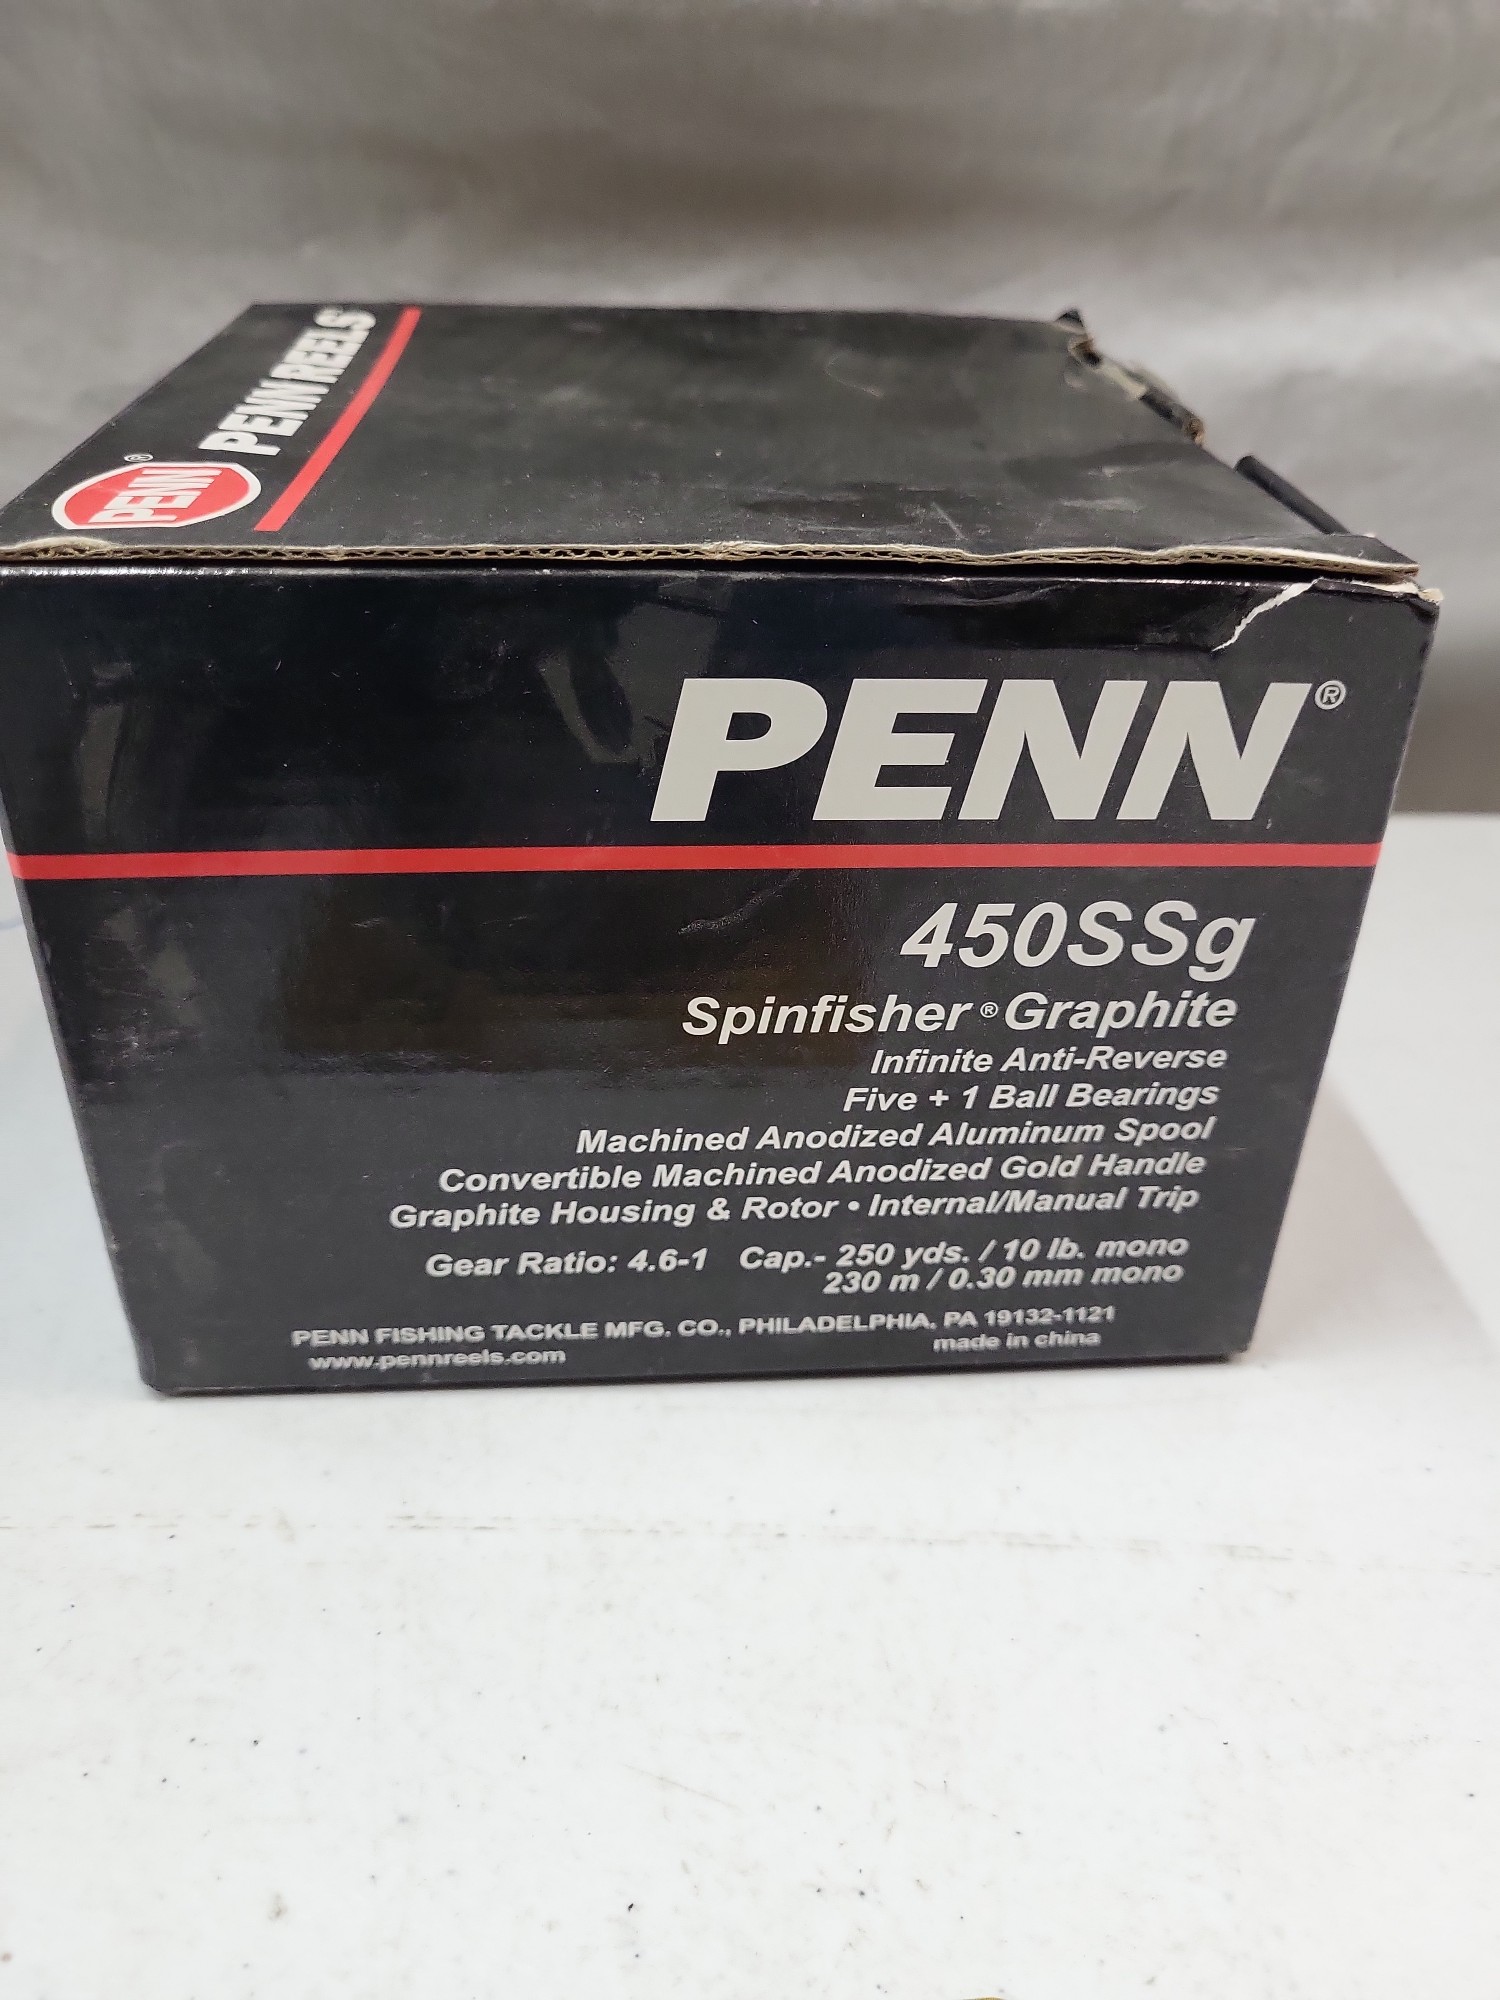 PENN®
PENN REELS
PENN®
450SSg
Spinfisher® Graphite
Infinite Anti-Reverse
Five + 1 Ball Bearings
Machined Anodized Aluminum Spool
Convertible Machined Anodized Gold Handle
Graphite Housing & Rotor • Internal/Manual Trip
Gear Ratio: 4.6-1 Cap.- 250 yds. / 10 lb. mono
230 m / 0.30 mm mono
PENN FISHING TACKLE MFG. CO., PHILADELPHIA, PA 19132-1121
www.pennreels.com made in china